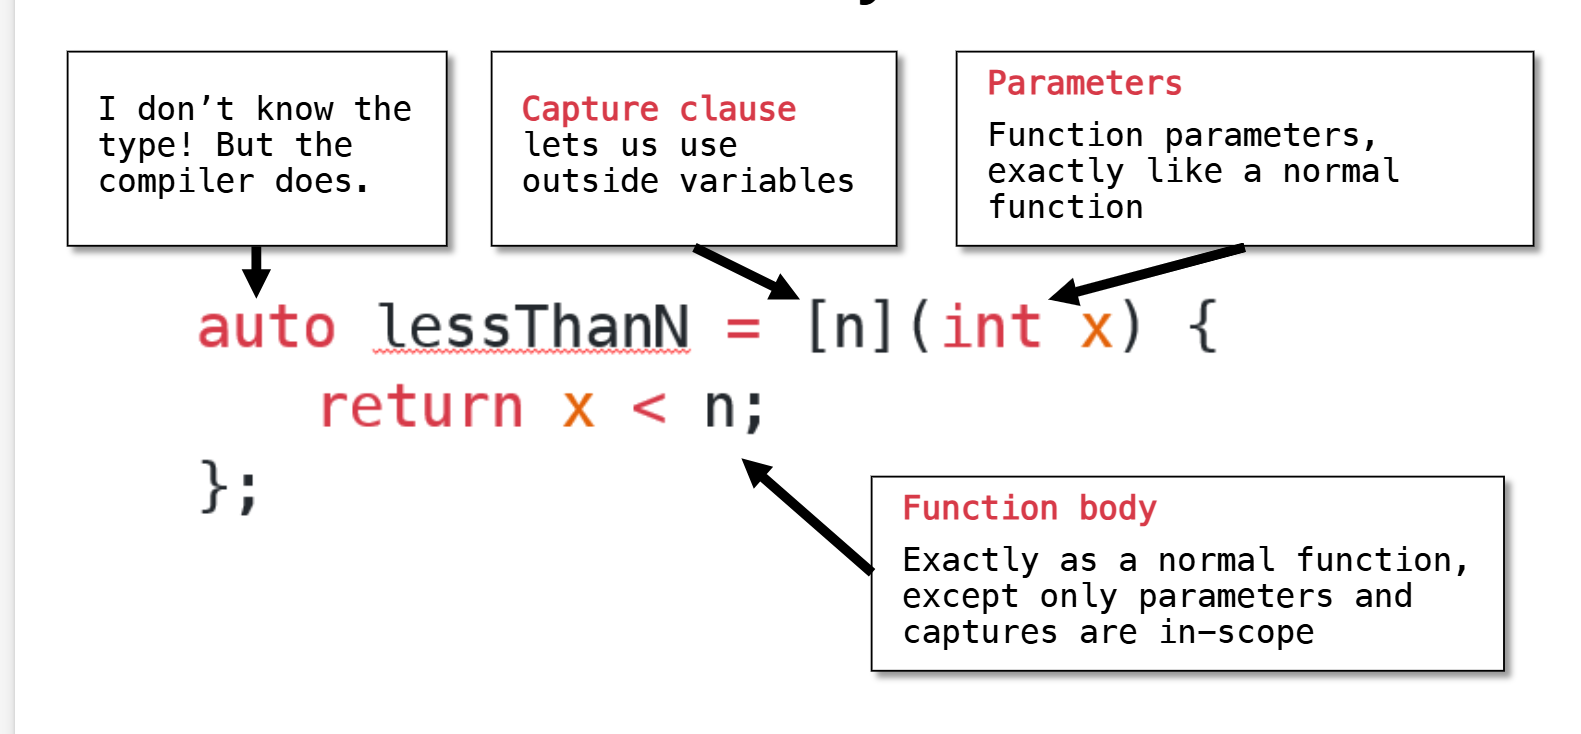 I don’t know the
type! But the
compiler does.
Capture clause
lets us use
outside variables
Parameters
Function parameters,
exactly like a normal
function
auto lessThanN = [n](int x) {
return x < n;
};
Function body
Exactly as a normal function,
except only parameters and
captures are in-scope